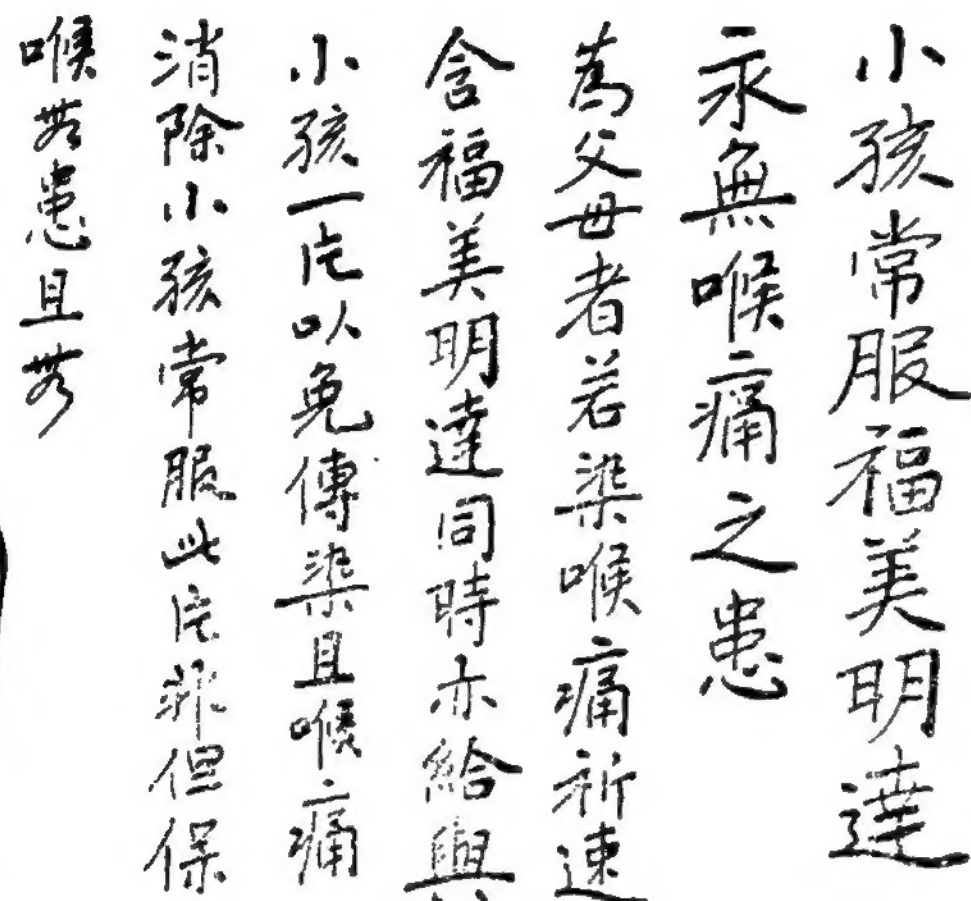 小孩常服福美明達
永無喉痛之患
為父母者若染喉痛祈速
含福美明達同時亦給與
小孩一片以免傳染且喉痛
消除小孩常服此片非但保
喉無患且無